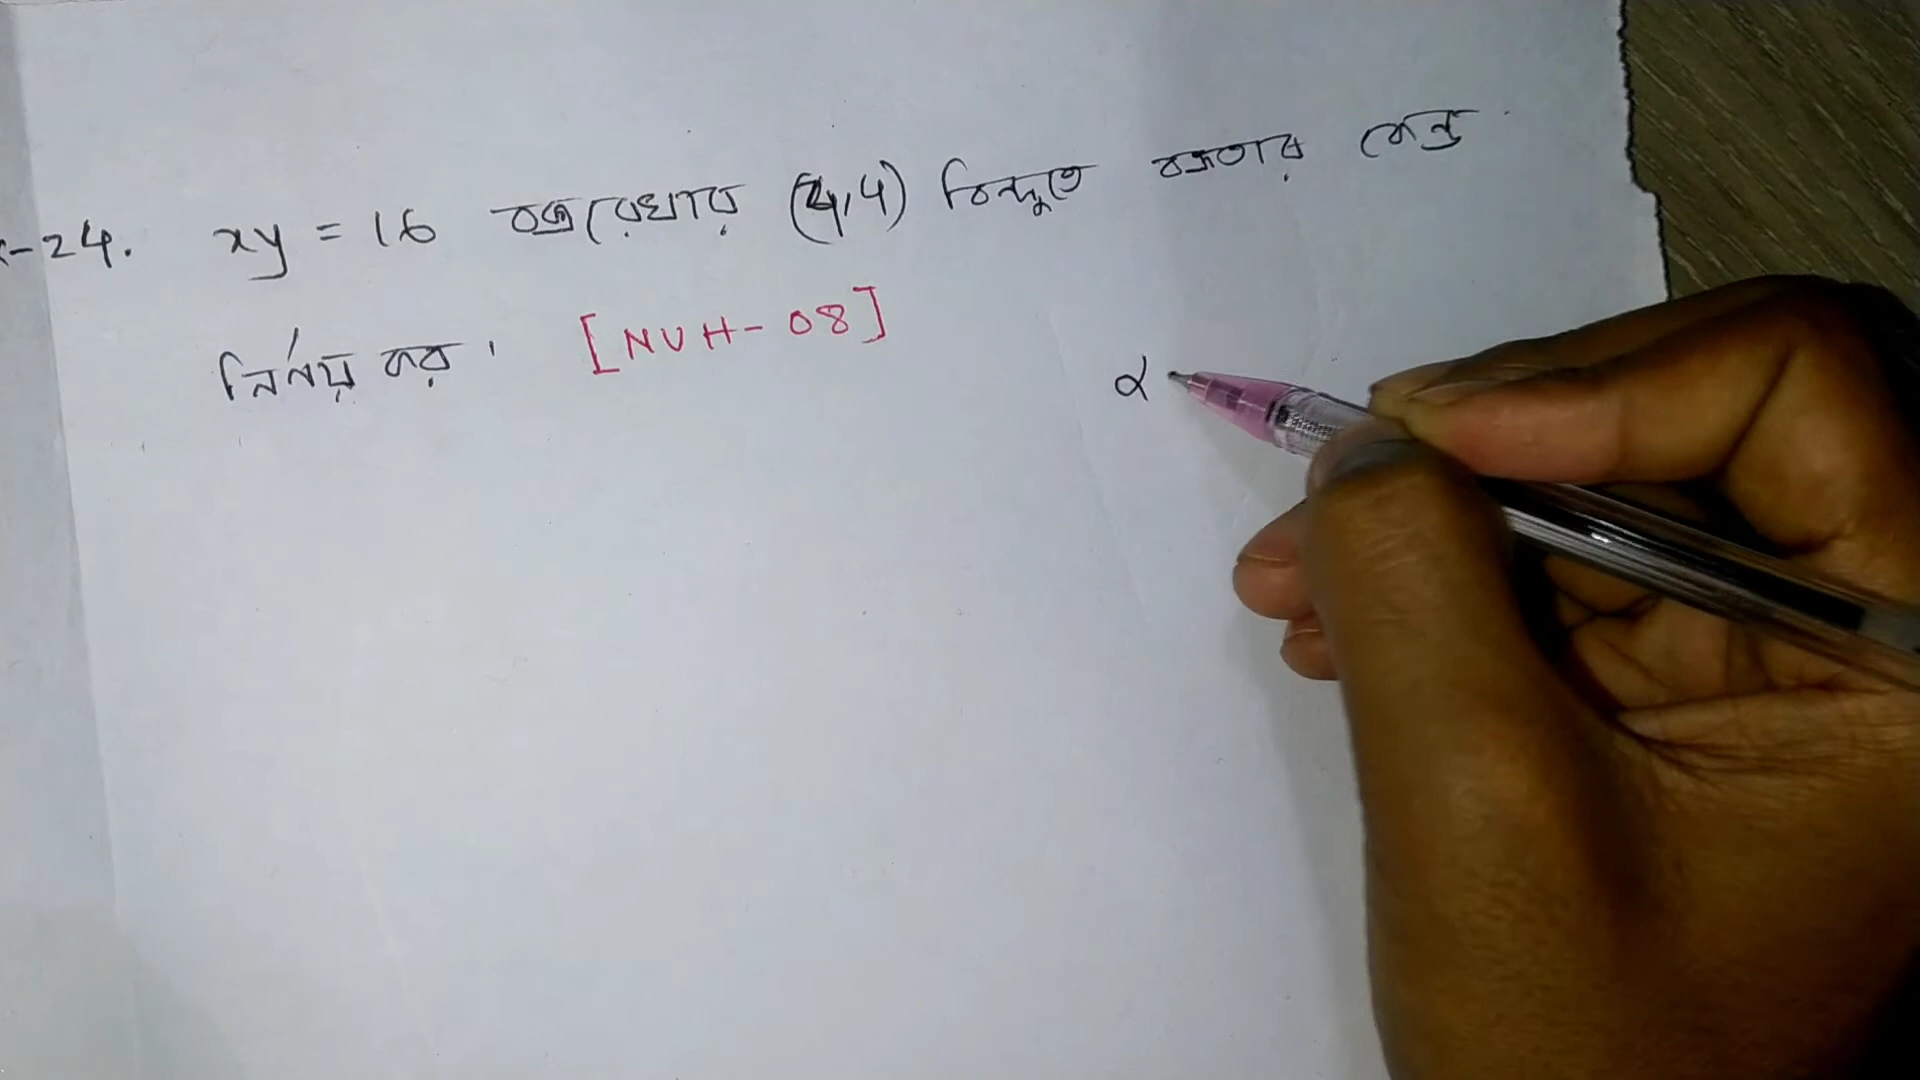 -24. xy = 16 বক্ররেখার (4,4) বিন্দুতে বক্রতার কেন্দ্র
নির্ণয় কর। [NUH-08]
α